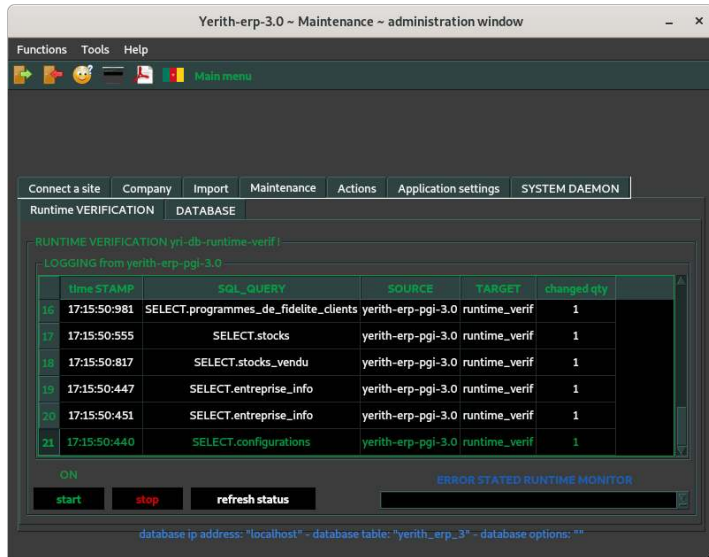 Yerith-erp-3.0 ~ Maintenance ~ administration window
Functions Tools Help
Main menu
Connect a site Company Import Maintenance Actions Application settings SYSTEM DAEMON
Runtime VERIFICATION DATABASE
RUNTIME VERIFICATION yri-db-runtime-verif !
LOGGING from yerith-erp-pgi-3.0
time STAMP SQL_QUERY SOURCE TARGET changed qty
16 17:15:50:981 SELECT.programmes_de_fidelite_clients yerith-erp-pgi-3.0 runtime_verif 1
17 17:15:50:555 SELECT.stocks yerith-erp-pgi-3.0 runtime_verif 1
18 17:15:50:817 SELECT.stocks_vendu yerith-erp-pgi-3.0 runtime_verif 1
19 17:15:50:447 SELECT.entreprise_info yerith-erp-pgi-3.0 runtime_verif 1
20 17:15:50:451 SELECT.entreprise_info yerith-erp-pgi-3.0 runtime_verif 1
21 17:15:50:440 SELECT.configurations yerith-erp-pgi-3.0 runtime_verif 1
ON
ERROR STATED RUNTIME MONITOR
start stop refresh status
database ip address: "localhost" - database table: "yerith_erp_3" - database options: ""